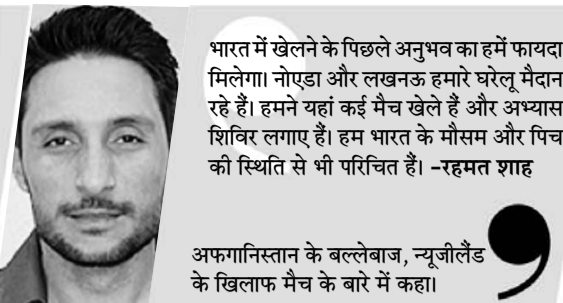 भारत में खेलने के पिछले अनुभव का हमें फायदा
मिलेगा। नोएडा और लखनऊ हमारे घरेलू मैदान
रहे हैं। हमने यहां कई मैच खेले हैं और अभ्यास
शिविर लगाए हैं। हम भारत के मौसम और पिच
की स्थिति से भी परिचित हैं। -रहमत शाह
अफगानिस्तान के बल्लेबाज, न्यूजीलैंड
के खिलाफ मैच के बारे में कहा।